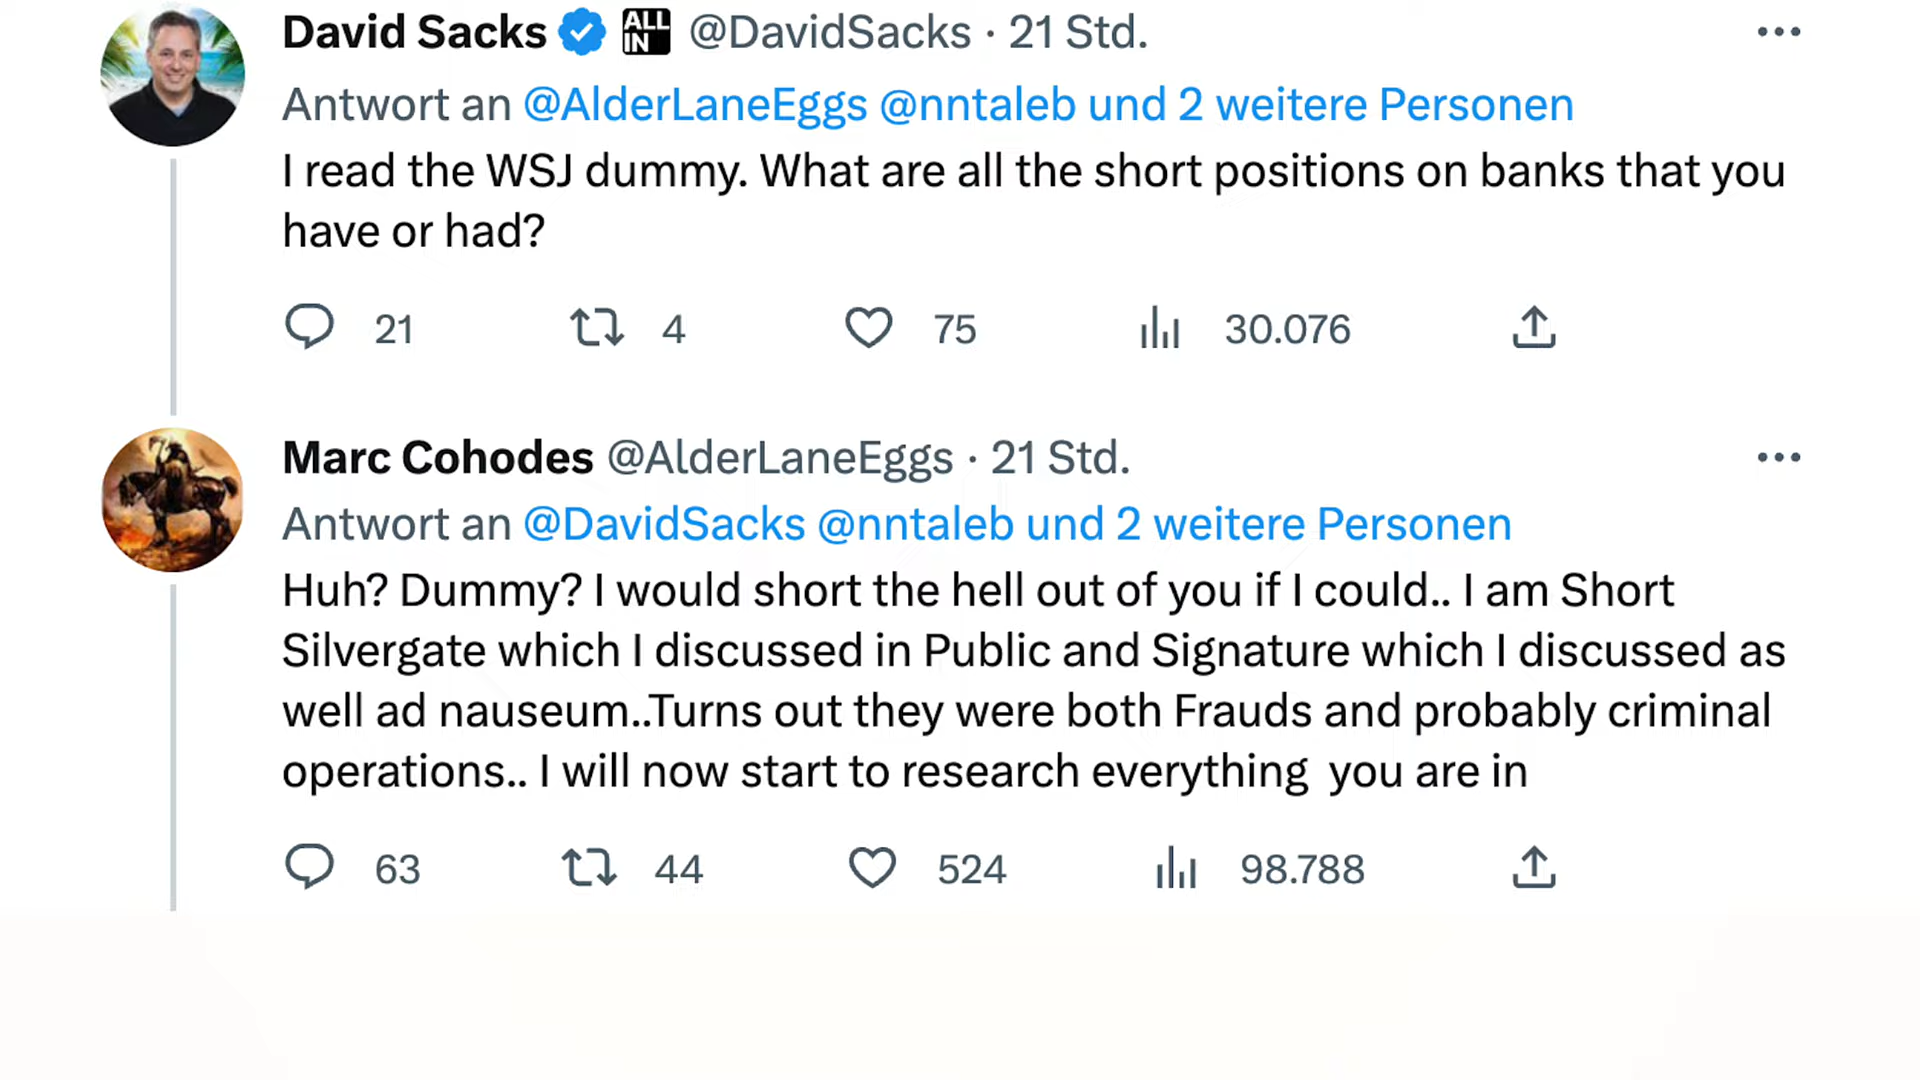 David Sacks ALL IN @DavidSacks · 21 Std.
Antwort an @AlderLaneEggs @nntaleb und 2 weitere Personen
I read the WSJ dummy. What are all the short positions on banks that you
have or had?
21 4 75 30.076
Marc Cohodes @AlderLaneEggs · 21 Std.
Antwort an @DavidSacks @nntaleb und 2 weitere Personen
Huh? Dummy? I would short the hell out of you if I could.. I am Short
Silvergate which I discussed in Public and Signature which I discussed as
well ad nauseum..Turns out they were both Frauds and probably criminal
operations.. I will now start to research everything  you are in
63 44 524 98.788